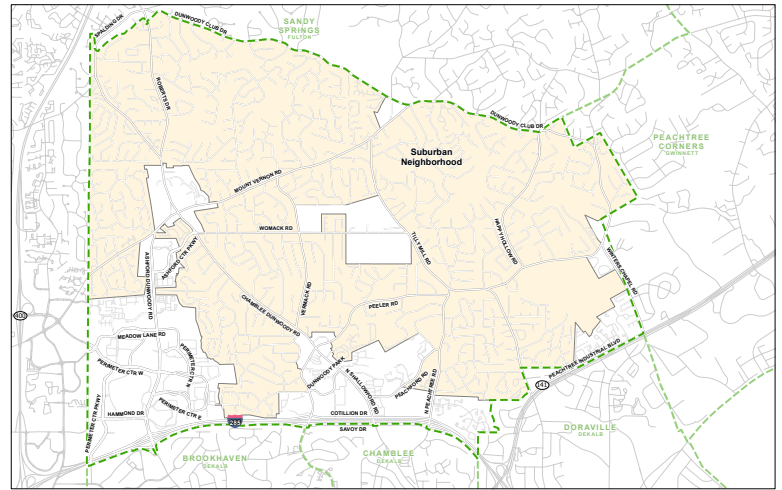 SPALDING DR
DUNWOODY CLUB DR
SANDY
SPRINGS
FULTON
ROBERTS DR
DUNWOODY CLUB DR
PEACHTREE
CORNERS
GWINNETT
Suburban
Neighborhood
MOUNT VERNON RD
WOMACK RD
TILLY MILL RD
HAPPY HOLLOW RD
WINTERS CHAPEL RD
ASHFORD CTR PKWY
ASHFORD DUNWOODY RD
CHAMBLEE DUNWOODY RD
VERMACK RD
PEELER RD
400
MEADOW LANE RD
PERIMETER CTR N
PERIMETER CTR W
DUNWOODY PARK
N SHALLOWFORD RD
PEACHFORD RD
N PEACHTREE RD
PEACHTREE INDUSTRIAL BLVD
141
PERIMETER CTR PKWY
HAMMOND DR
PERIMETER CTR E
285
COTILLION DR
SAVOY DR
DORAVILLE
DEKALB
BROOKHAVEN
DEKALB
CHAMBLEE
DEKALB